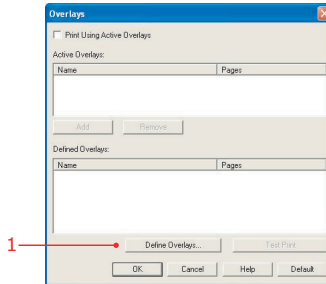 Overlays
Print Using Active Overlays
Active Overlays:
Name Pages
Add Remove
Defined Overlays:
Name Pages
1 Define Overlays... Test Print
OK Cancel Help Default